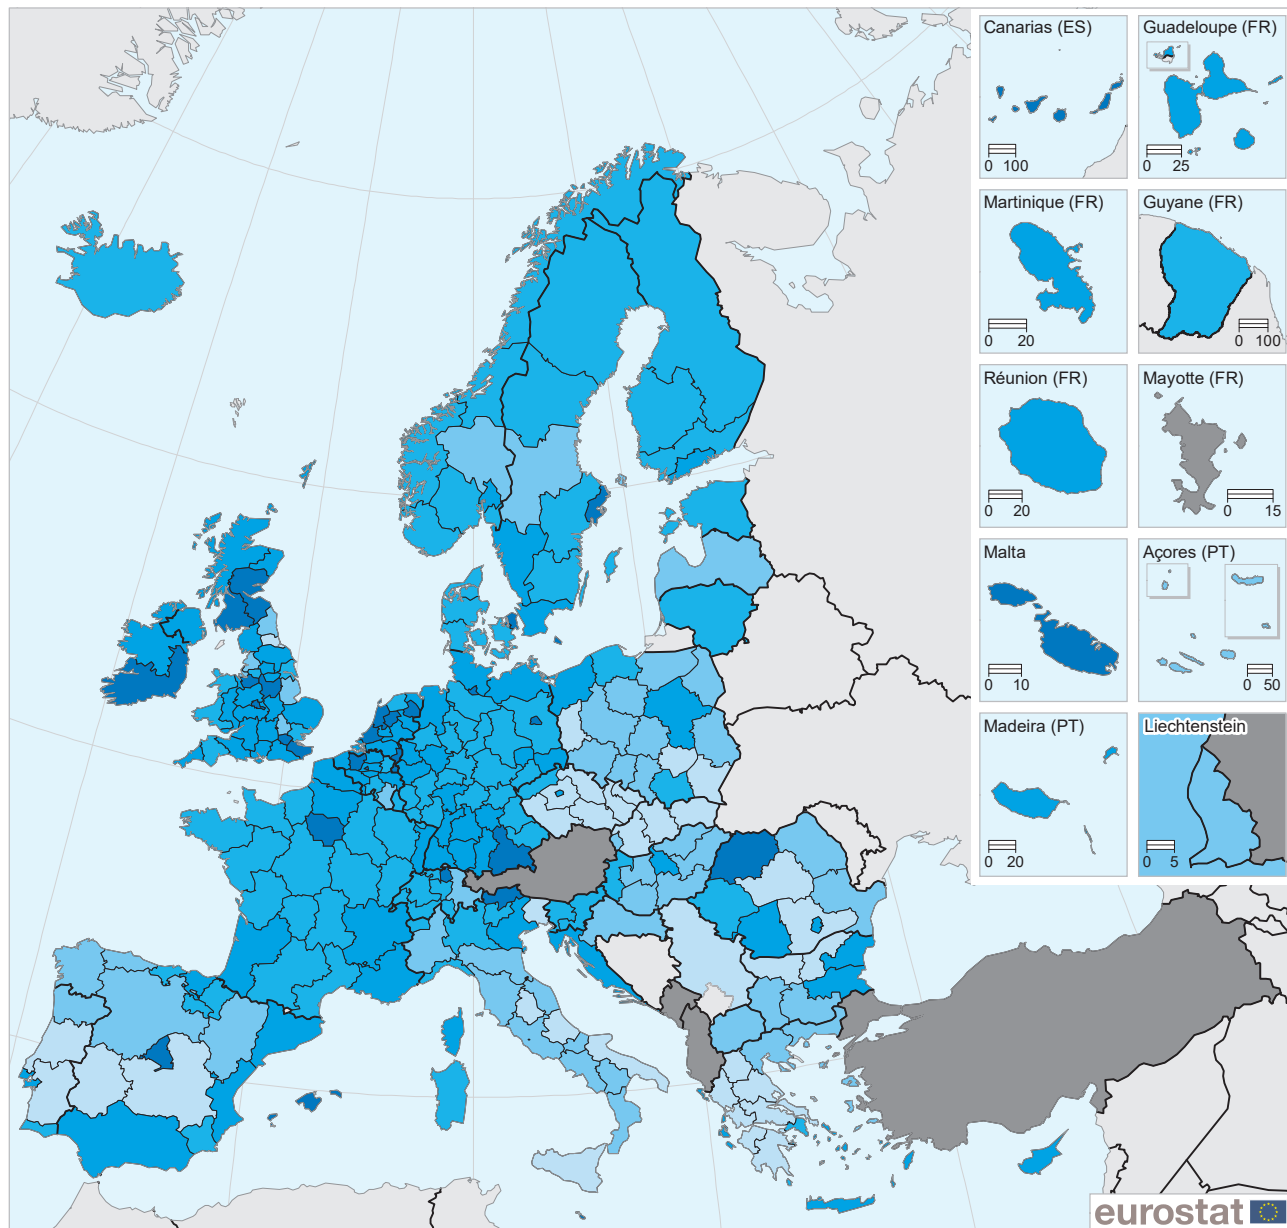 Canarias (ES)
0 100
Guadeloupe (FR)
0 25
Martinique (FR)
0 20
Guyane (FR)
0 100
Réunion (FR)
0 20
Mayotte (FR)
0 15
Malta
0 10
Açores (PT)
0 50
Madeira (PT)
0 20
Liechtenstein
0 5
eurostat